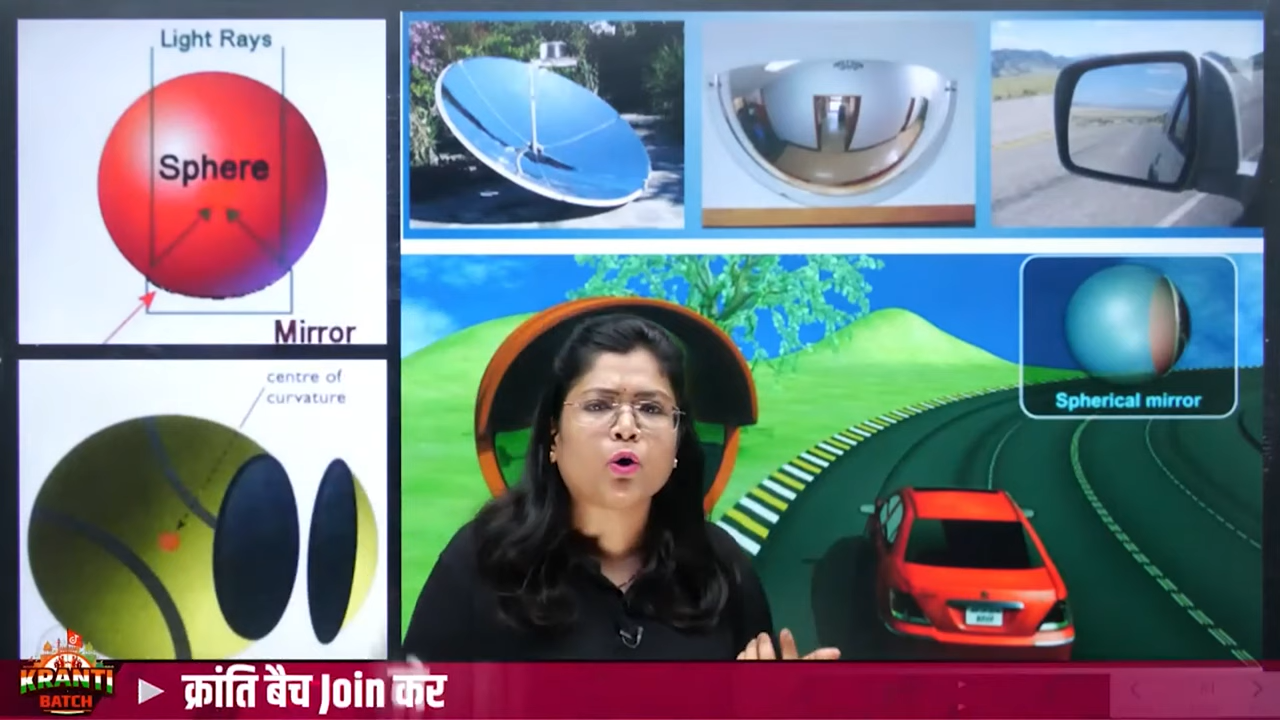 Light Rays
Sphere
Mirror
centre of
curvature
Spherical mirror
KRANTI
BATCH
क्रांति बैच Join करें